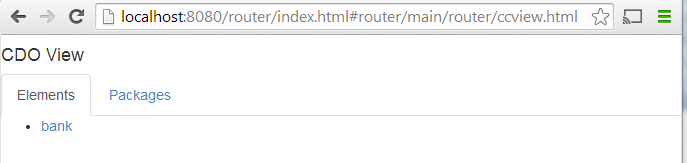 localhost:8080/router/index.html#router/main/router/ccview.html
CDO View
Elements Packages
bank